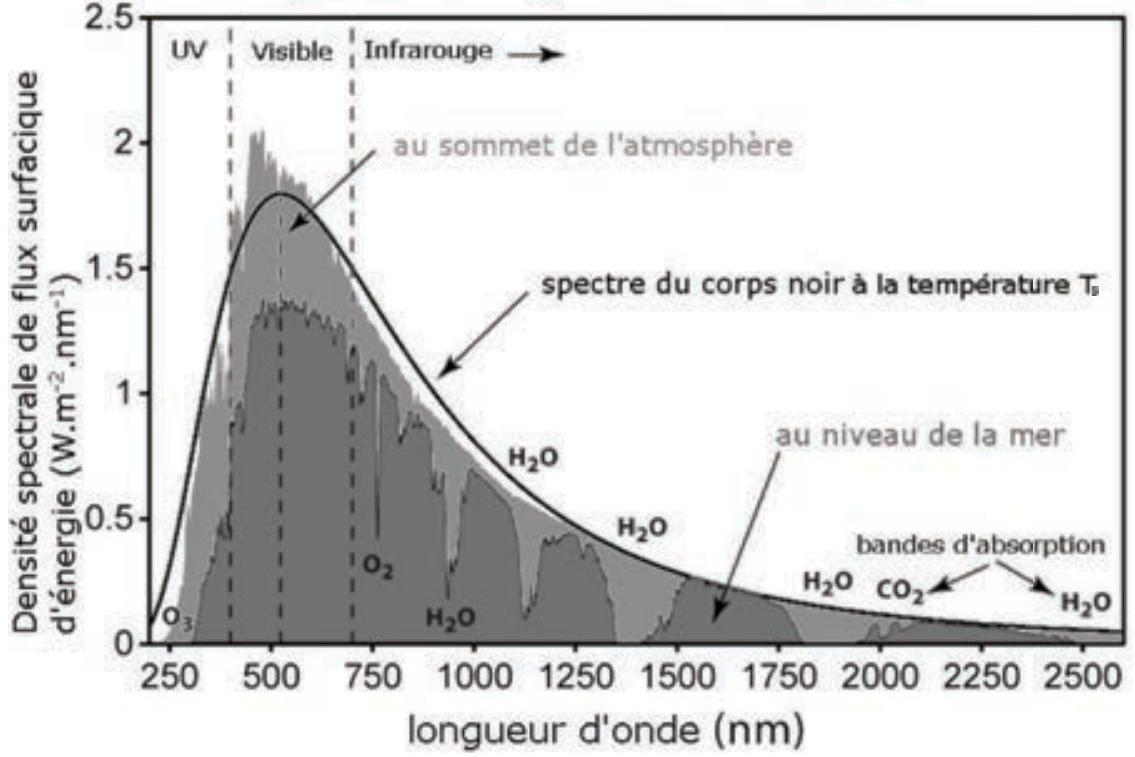 Densité spectrale de flux surfacique
d'énergie (W.m⁻².nm⁻¹)
2.5
2
1.5
1
0.5
0
UV
Visible
Infrarouge
au sommet de l'atmosphère
spectre du corps noir à la température Tₛ
au niveau de la mer
H₂O
H₂O
bandes d'absorption
H₂O
CO₂
H₂O
O₂
H₂O
O₃
250 500 750 1000 1250 1500 1750 2000 2250 2500
longueur d'onde (nm)